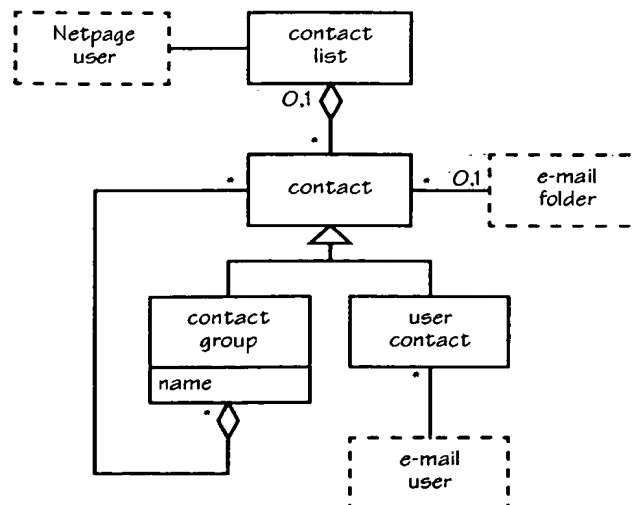 Netpage
user
contact
list
0,1
*
*
contact
*
0,1
e-mail
folder
contact
group
name
*
user
contact
*
e-mail
user